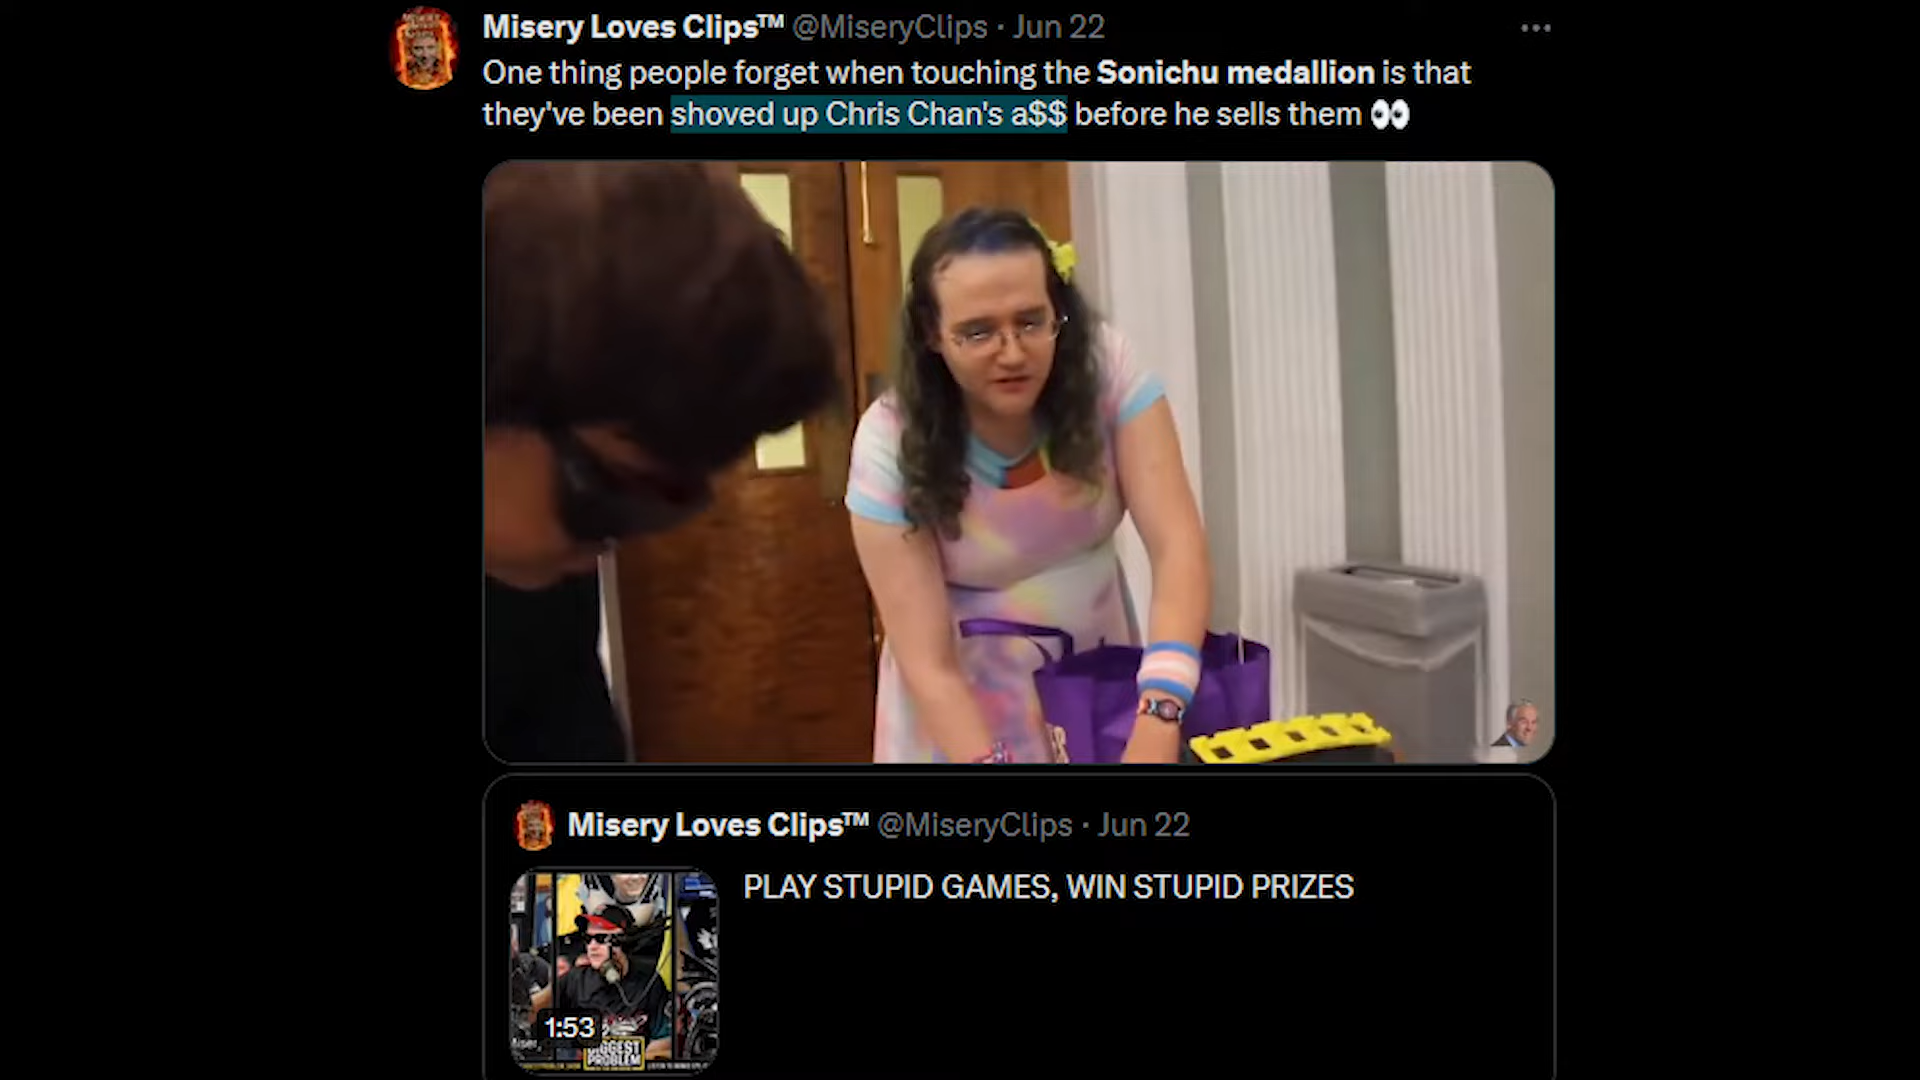 Misery Loves Clips™ @MiseryClips · Jun 22
One thing people forget when touching the Sonichu medallion is that
they've been shoved up Chris Chan's a$$ before he sells them 👀
Misery Loves Clips™ @MiseryClips · Jun 22
PLAY STUPID GAMES, WIN STUPID PRIZES
1:53
BIGGEST
PROBLEM